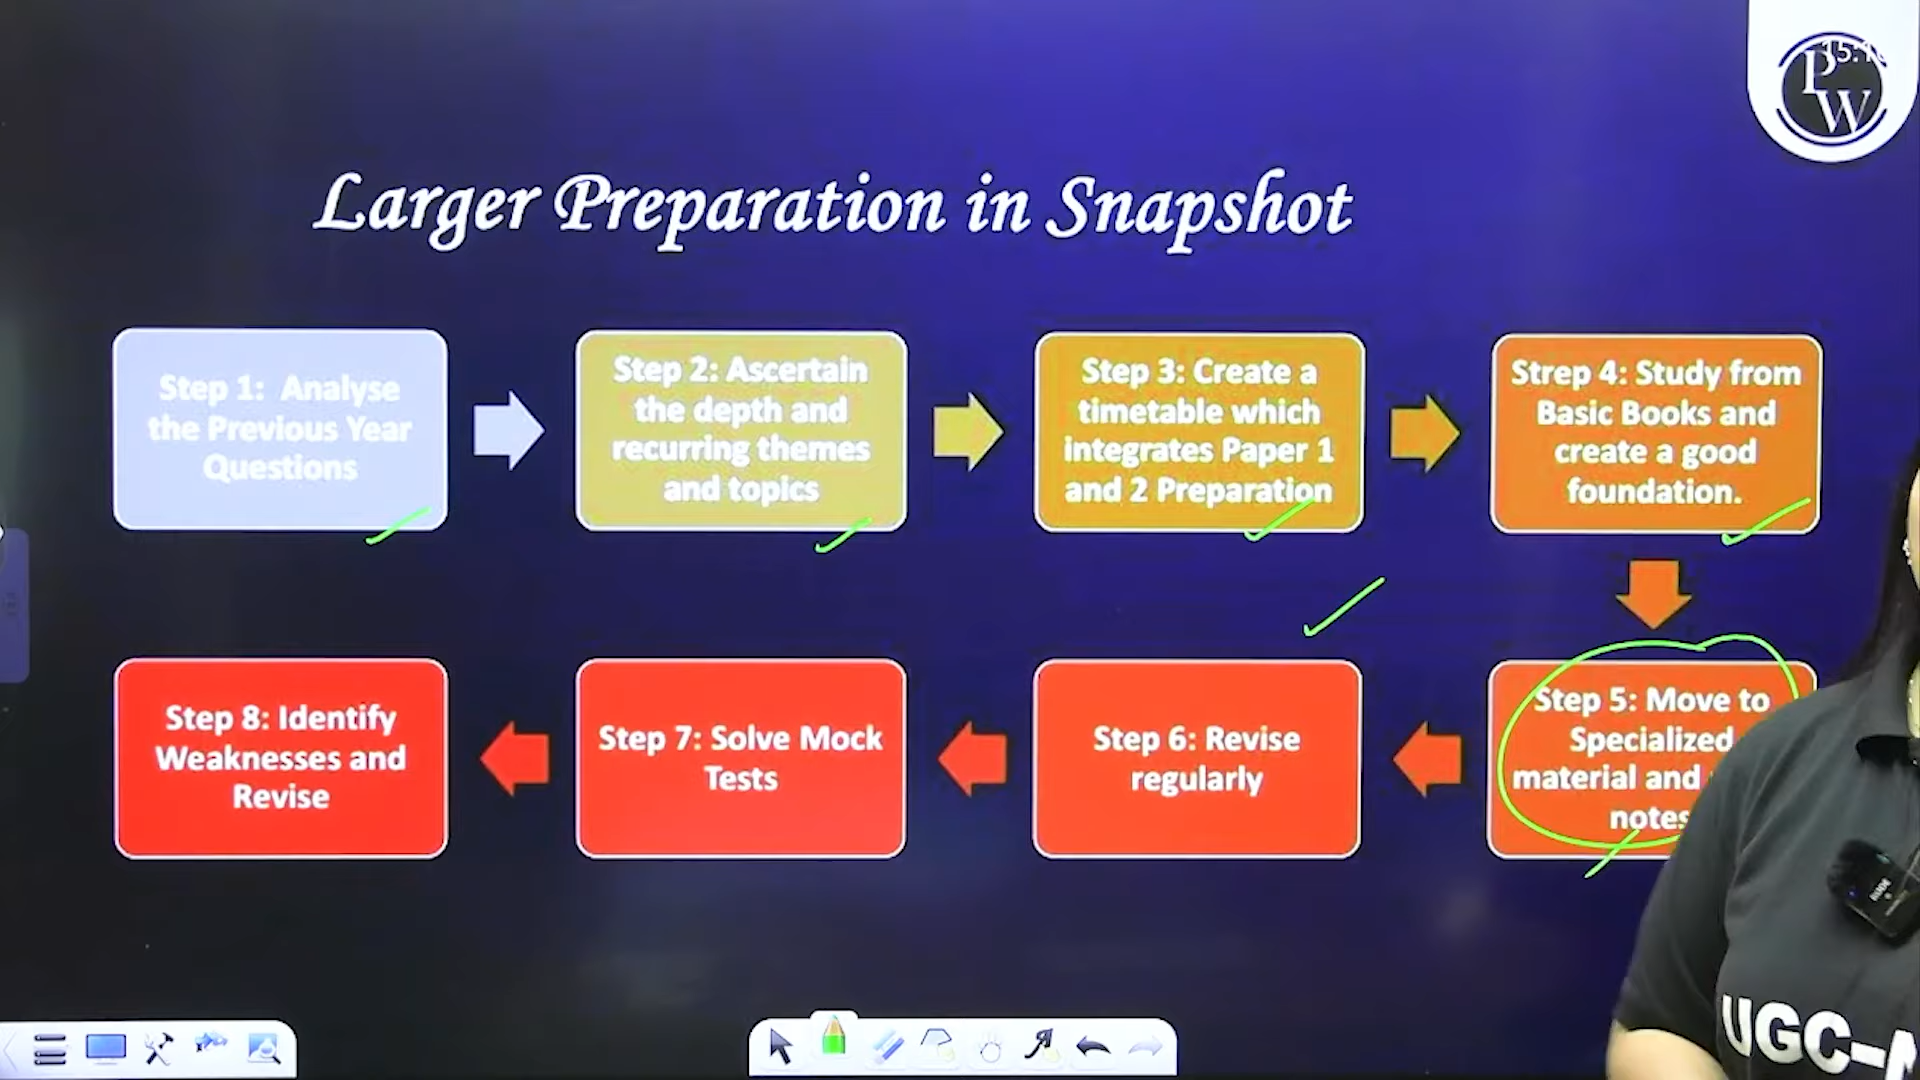 15:1
PW
Larger Preparation in Snapshot
Step 1: Analyse
the Previous Year
Questions
Step 2: Ascertain
the depth and
recurring themes
and topics
Step 3: Create a
timetable which
integrates Paper 1
and 2 Preparation
Strep 4: Study from
Basic Books and
create a good
foundation.
Step 5: Move to
Specialized
material and
notes
Step 6: Revise
regularly
Step 7: Solve Mock
Tests
Step 8: Identify
Weaknesses and
Revise
UGC-